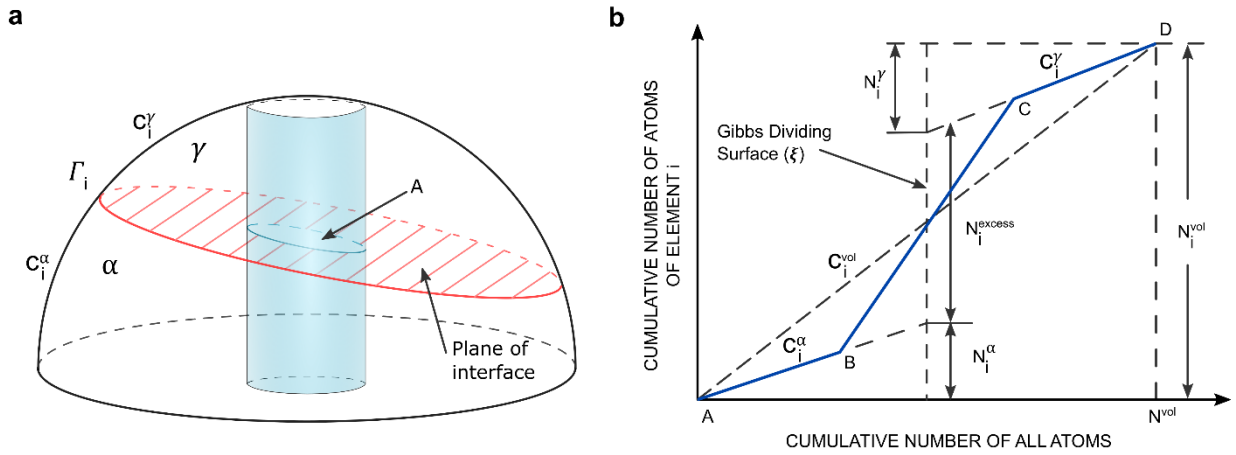 a
C_i^γ
γ
Γ_i
A
C_i^α
α
Plane of
interface
b
CUMULATIVE NUMBER OF ATOMS
OF ELEMENT i
D
C_i^γ
N_i^γ
C
Gibbs Dividing
Surface (ξ)
N_i^excess
N_i^vol
C_i^vol
C_i^α
B
N_i^α
A
N^vol
CUMULATIVE NUMBER OF ALL ATOMS